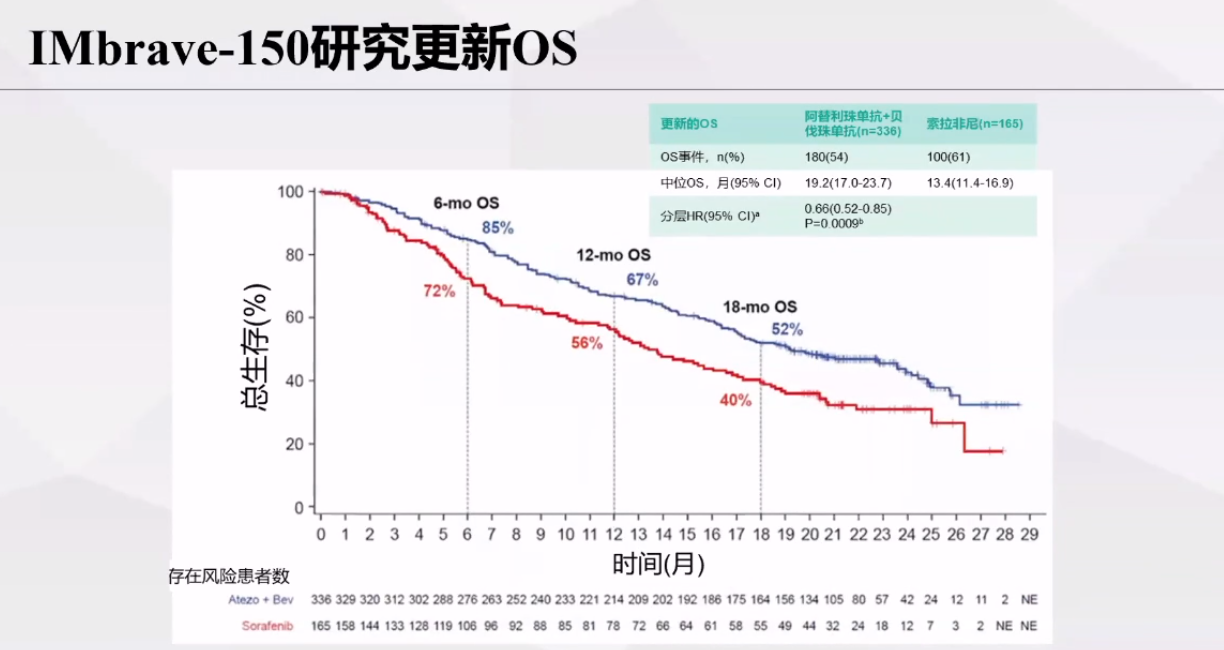 IMbrave-150研究更新OS
更新的OS
阿替利珠单抗+贝
伐珠单抗(n=336)
索拉非尼(n=165)
OS事件，n(%)
180(54)
100(61)
中位OS，月(95% CI)
19.2(17.0-23.7)
13.4(11.4-16.9)
分层HR(95% CI)ᵃ
0.66(0.52-0.85)
P=0.0009ᵇ
总生存(%)
100
80
60
40
20
0
6-mo OS
85%
72%
12-mo OS
67%
56%
18-mo OS
52%
40%
0 1 2 3 4 5 6 7 8 9 10 11 12 13 14 15 16 17 18 19 20 21 22 23 24 25 26 27 28 29
时间(月)
存在风险患者数
Atezo + Bev 336 329 320 312 302 288 276 263 252 240 233 221 214 209 202 192 186 175 164 156 134 105 80 57 42 24 12 11 2 NE
Sorafenib 165 158 144 133 128 119 106 96 92 88 85 81 78 72 66 64 61 58 55 49 44 32 24 18 12 7 3 2 NE NE